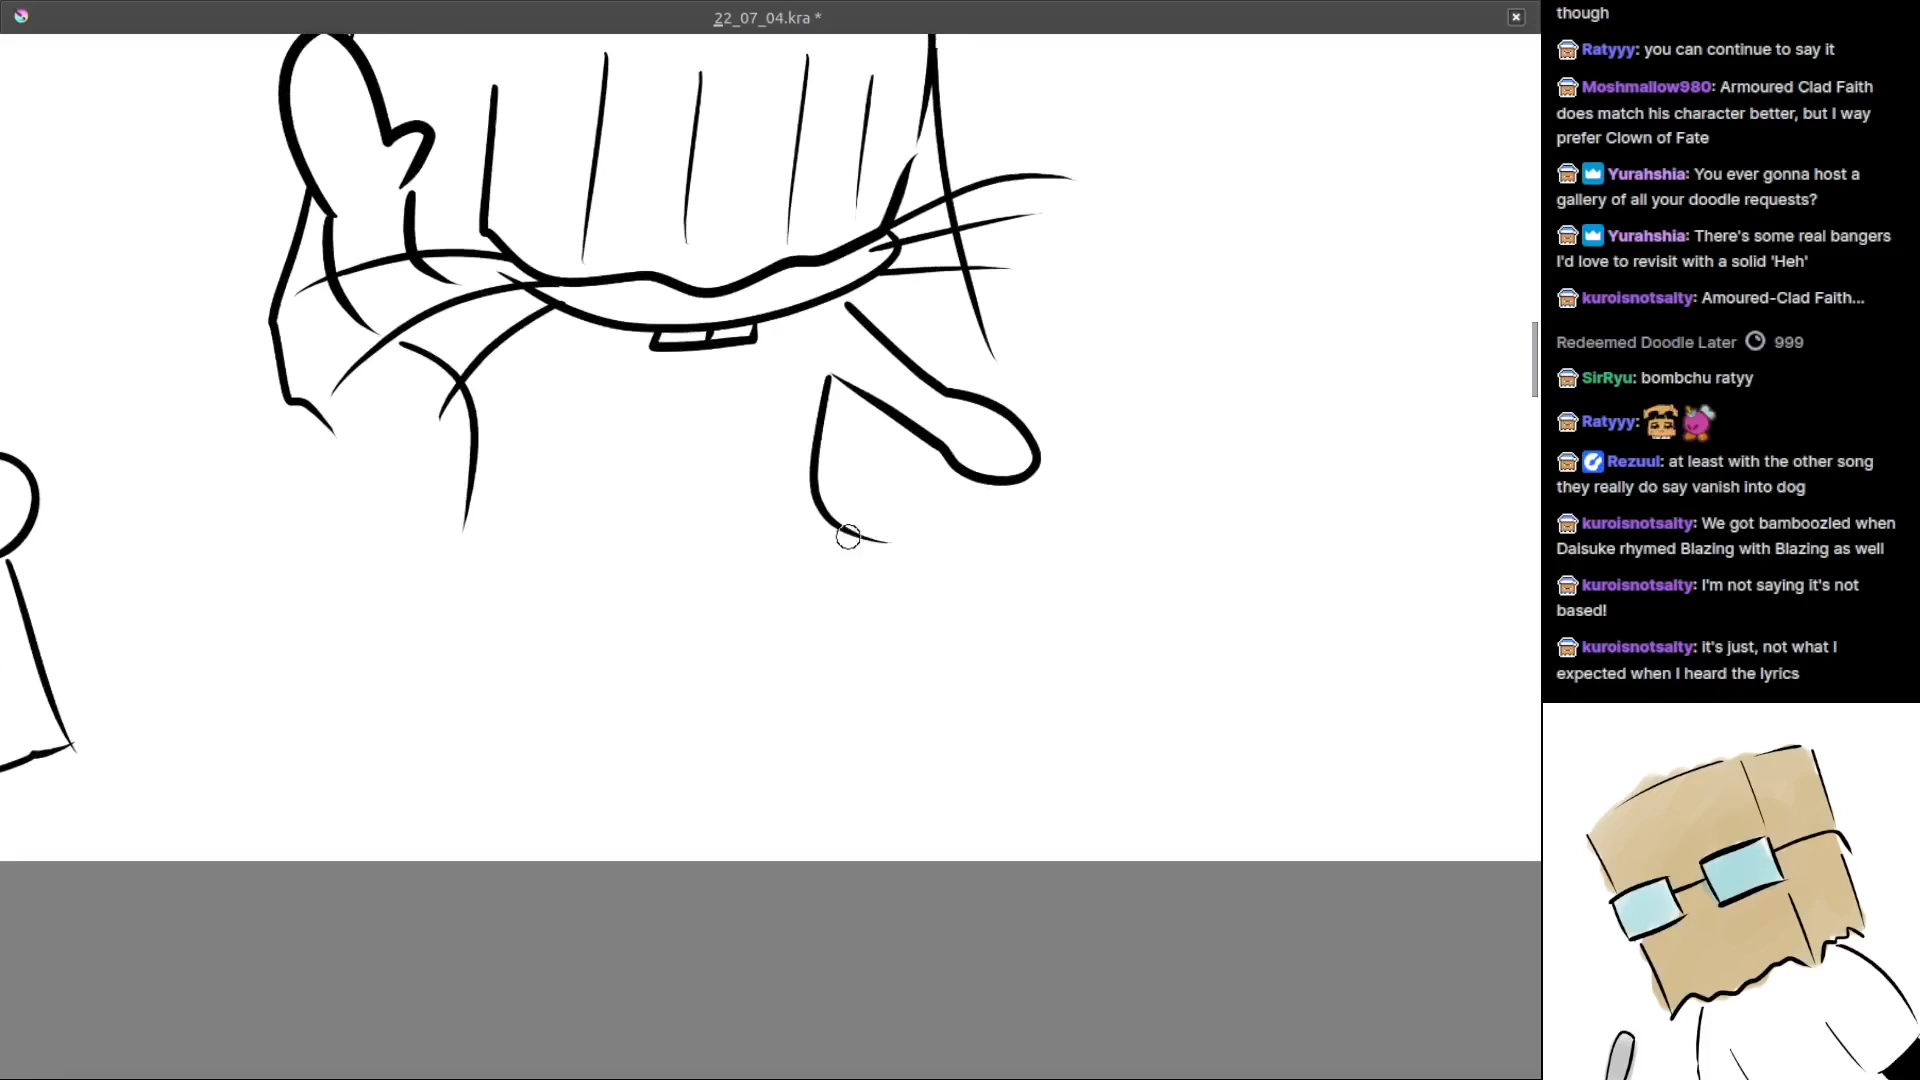 22_07_04.kra *
though
Ratyyy: you can continue to say it
Moshmallow980: Armoured Clad Faith
does match his character better, but I way
prefer Clown of Fate
Yurahshia: You ever gonna host a
gallery of all your doodle requests?
Yurahshia: There's some real bangers
I'd love to revisit with a solid 'Heh'
kuroisnotsalty: Amoured-Clad Faith...
Redeemed Doodle Later 999
SirRyu: bombchu ratyy
Ratyyy:
Rezuul: at least with the other song
they really do say vanish into dog
kuroisnotsalty: We got bamboozled when
Daisuke rhymed Blazing with Blazing as well
kuroisnotsalty: I'm not saying it's not
based!
kuroisnotsalty: it's just, not what I
expected when I heard the lyrics